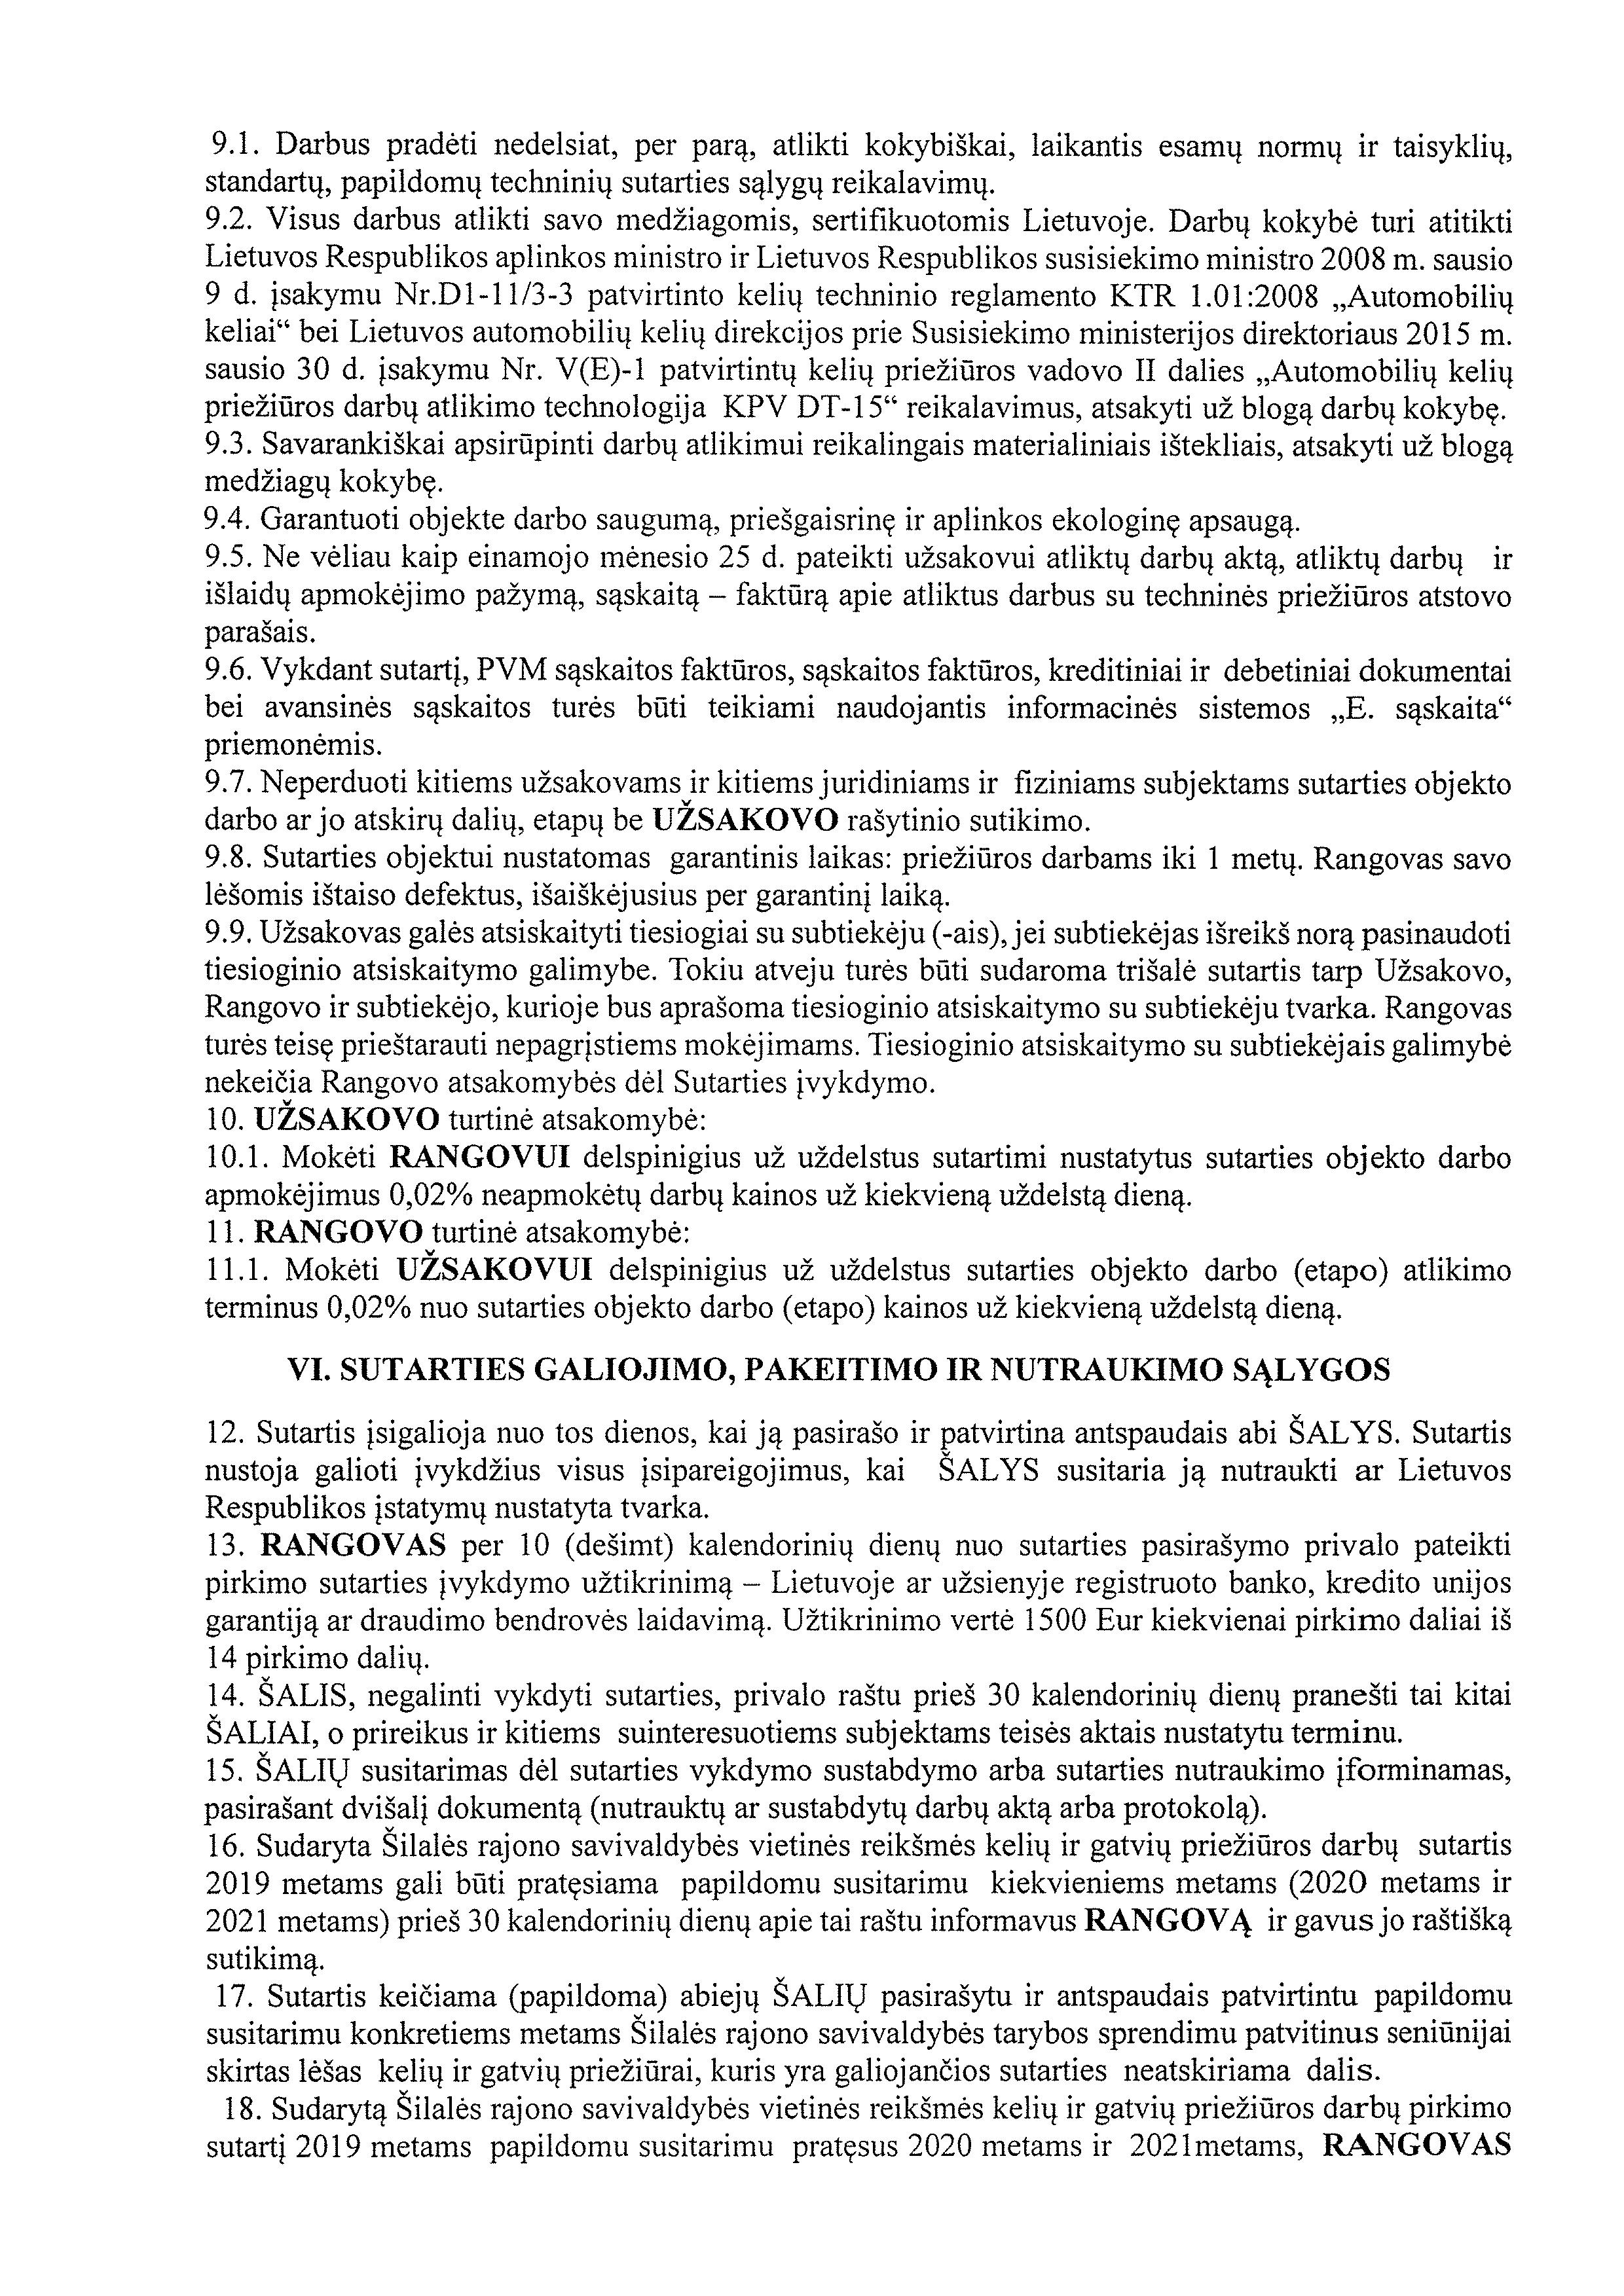 9.1. Darbus pradėti nedelsiat, per parą, atlikti kokybiškai, laikantis esamų normų ir taisyklių,
standartų, papildomų techninių sutarties sąlygų reikalavimų.
9.2. Visus darbus atlikti savo medžiagomis, sertifikuotomis Lietuvoje. Darbų kokybė turi atitikti
Lietuvos Respublikos aplinkos ministro ir Lietuvos Respublikos susisiekimo ministro 2008 m. sausio
9 d. įsakymu Nr.D1-11/3-3 patvirtinto kelių techninio reglamento KTR 1.01:2008 „Automobilių
keliai“ bei Lietuvos automobilių kelių direkcijos prie Susisiekimo ministerijos direktoriaus 2015 m.
sausio 30 d. įsakymu Nr. V(E)-1 patvirtintų kelių priežiūros vadovo II dalies „Automobilių kelių
priežiūros darbų atlikimo technologija KPV DT-15“ reikalavimus, atsakyti už blogą darbų kokybę.
9.3. Savarankiškai apsirūpinti darbų atlikimui reikalingais materialiniais ištekliais, atsakyti už blogą
medžiagų kokybę.
9.4. Garantuoti objekte darbo saugumą, priešgaisrinę ir aplinkos ekologinę apsaugą.
9.5. Ne vėliau kaip einamojo mėnesio 25 d. pateikti užsakovui atliktų darbų aktą, atliktų darbų ir
išlaidų apmokėjimo pažymą, sąskaitą – faktūrą apie atliktus darbus su techninės priežiūros atstovo
parašais.
9.6. Vykdant sutartį, PVM sąskaitos faktūros, sąskaitos faktūros, kreditiniai ir debetiniai dokumentai
bei avansinės sąskaitos turės būti teikiami naudojantis informacinės sistemos „E. sąskaita“
priemonėmis.
9.7. Neperduoti kitiems užsakovams ir kitiems juridiniams ir fiziniams subjektams sutarties objekto
darbo ar jo atskirų dalių, etapų be UŽSAKOVO rašytinio sutikimo.
9.8. Sutarties objektui nustatomas garantinis laikas: priežiūros darbams iki 1 metų. Rangovas savo
lėšomis ištaiso defektus, išaiškėjusius per garantinį laiką.
9.9. Užsakovas galės atsiskaityti tiesiogiai su subtiekėju (-ais), jei subtiekėjas išreikš norą pasinaudoti
tiesioginio atsiskaitymo galimybe. Tokiu atveju turės būti sudaroma trišalė sutartis tarp Užsakovo,
Rangovo ir subtiekėjo, kurioje bus aprašoma tiesioginio atsiskaitymo su subtiekėju tvarka. Rangovas
turės teisę prieštarauti nepagrįstiems mokėjimams. Tiesioginio atsiskaitymo su subtiekėjais galimybė
nekeičia Rangovo atsakomybės dėl Sutarties įvykdymo.
10. UŽSAKOVO turtinė atsakomybė:
10.1. Mokėti RANGOVUI delspinigius už uždelstus sutartimi nustatytus sutarties objekto darbo
apmokėjimus 0,02% neapmokėtų darbų kainos už kiekvieną uždelstą dieną.
11. RANGOVO turtinė atsakomybė:
11.1. Mokėti UŽSAKOVUI delspinigius už uždelstus sutarties objekto darbo (etapo) atlikimo
terminus 0,02% nuo sutarties objekto darbo (etapo) kainos už kiekvieną uždelstą dieną.
VI. SUTARTIES GALIOJIMO, PAKEITIMO IR NUTRAUKIMO SĄLYGOS
12. Sutartis įsigalioja nuo tos dienos, kai ją pasirašo ir patvirtina antspaudais abi ŠALYS. Sutartis
nustoja galioti įvykdžius visus įsipareigojimus, kai ŠALYS susitaria ją nutraukti ar Lietuvos
Respublikos įstatymų nustatyta tvarka.
13. RANGOVAS per 10 (dešimt) kalendorinių dienų nuo sutarties pasirašymo privalo pateikti
pirkimo sutarties įvykdymo užtikrinimą – Lietuvoje ar užsienyje registruoto banko, kredito unijos
garantiją ar draudimo bendrovės laidavimą. Užtikrinimo vertė 1500 Eur kiekvienai pirkimo daliai iš
14 pirkimo dalių.
14. ŠALIS, negalinti vykdyti sutarties, privalo raštu prieš 30 kalendorinių dienų pranešti tai kitai
ŠALIAI, o prireikus ir kitiems suinteresuotiems subjektams teisės aktais nustatytu terminu.
15. ŠALIŲ susitarimas dėl sutarties vykdymo sustabdymo arba sutarties nutraukimo įforminamas,
pasirašant dvišalį dokumentą (nutrauktų ar sustabdytų darbų aktą arba protokolą).
16. Sudaryta Šilalės rajono savivaldybės vietinės reikšmės kelių ir gatvių priežiūros darbų sutartis
2019 metams gali būti pratęsiama papildomu susitarimu kiekvieniems metams (2020 metams ir
2021 metams) prieš 30 kalendorinių dienų apie tai raštu informavus RANGOVĄ ir gavus jo raštišką
sutikimą.
17. Sutartis keičiama (papildoma) abiejų ŠALIŲ pasirašytu ir antspaudais patvirtintu papildomu
susitarimu konkretiems metams Šilalės rajono savivaldybės tarybos sprendimu patvitinus seniūnijai
skirtas lėšas kelių ir gatvių priežiūrai, kuris yra galiojančios sutarties neatskiriama dalis.
18. Sudarytą Šilalės rajono savivaldybės vietinės reikšmės kelių ir gatvių priežiūros darbų pirkimo
sutartį 2019 metams papildomu susitarimu pratęsus 2020 metams ir 2021metams, RANGOVAS